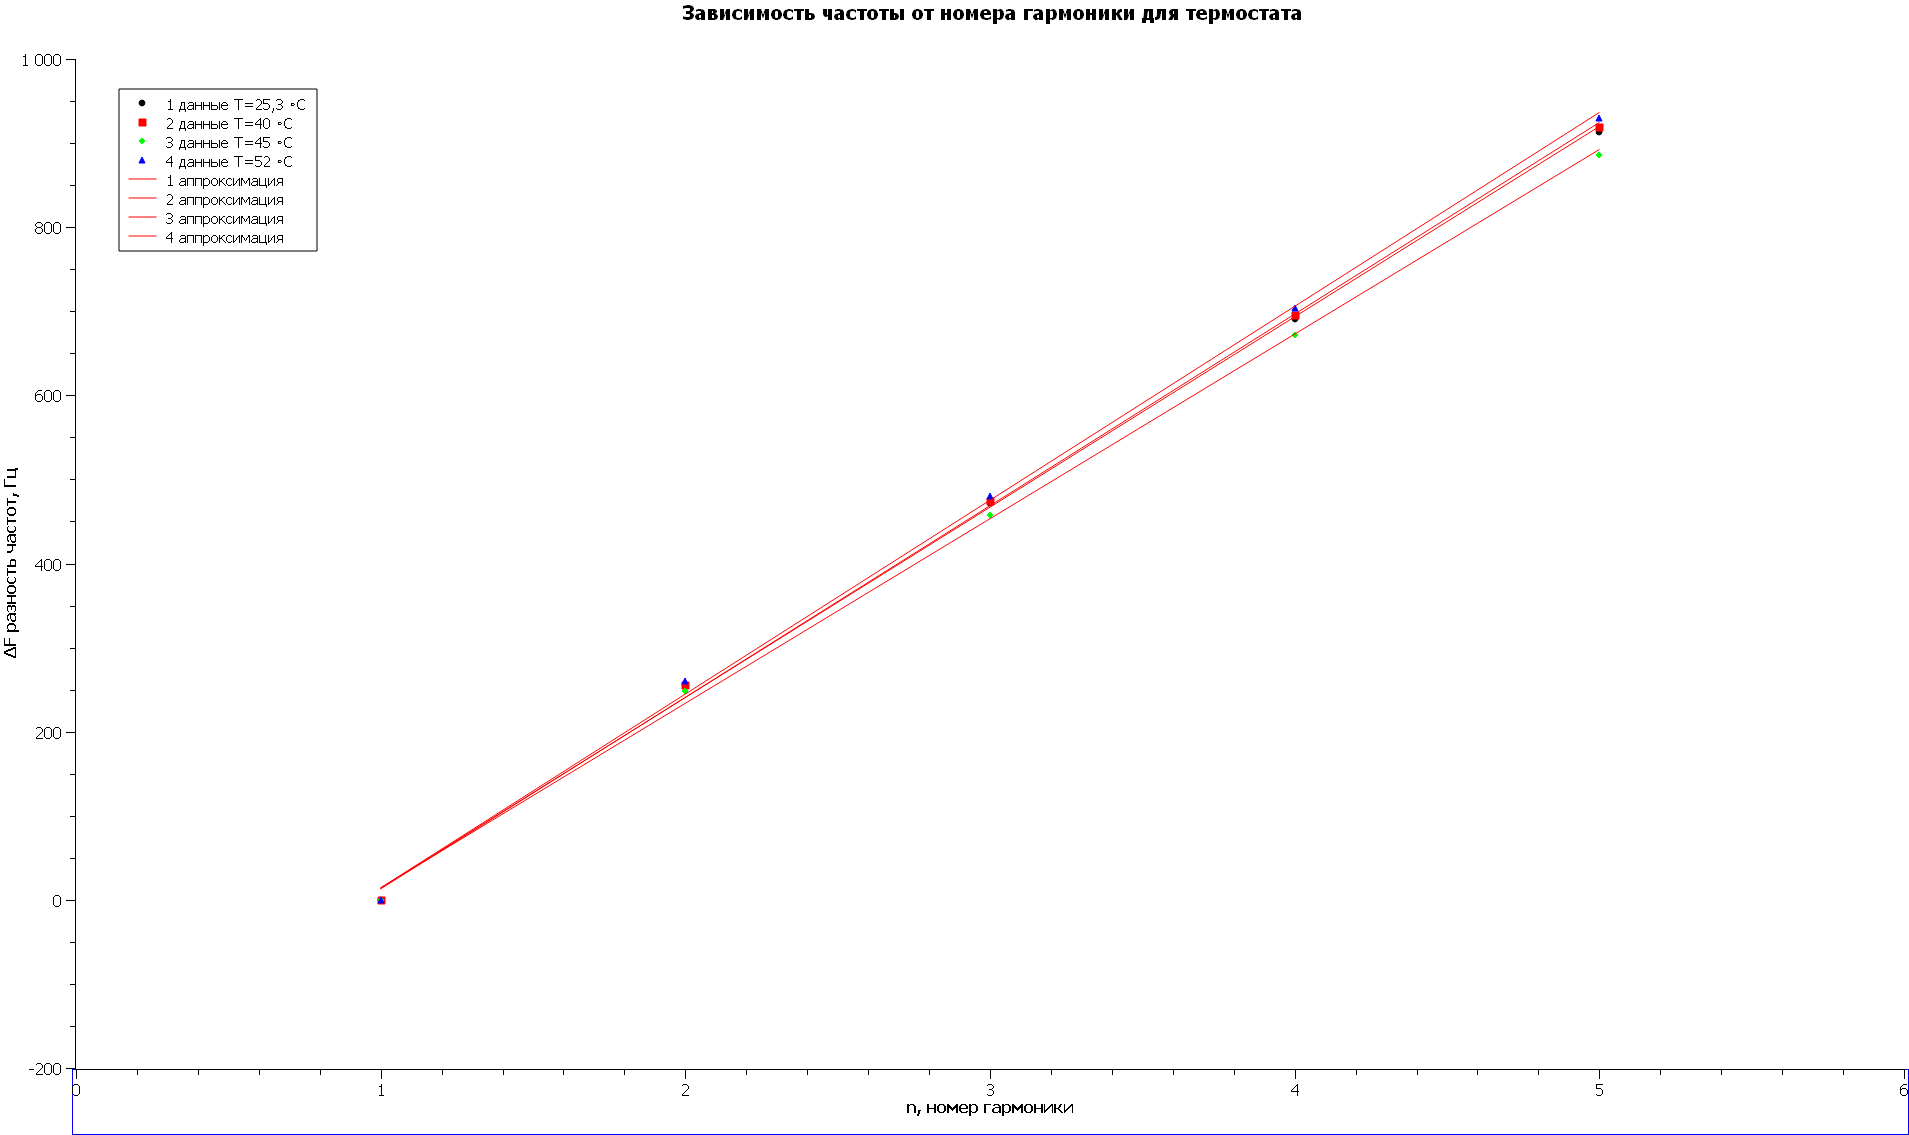 Зависимость частоты от номера гармоники для термостата
1 000
1 данные T=25,3 °C
2 данные T=40 °C
3 данные T=45 °C
4 данные T=52 °C
1 аппроксимация
2 аппроксимация
3 аппроксимация
4 аппроксимация
800
600
400
200
0
-200
ΔF разность частот, Гц
0 1 2 3 4 5 6
n, номер гармоники